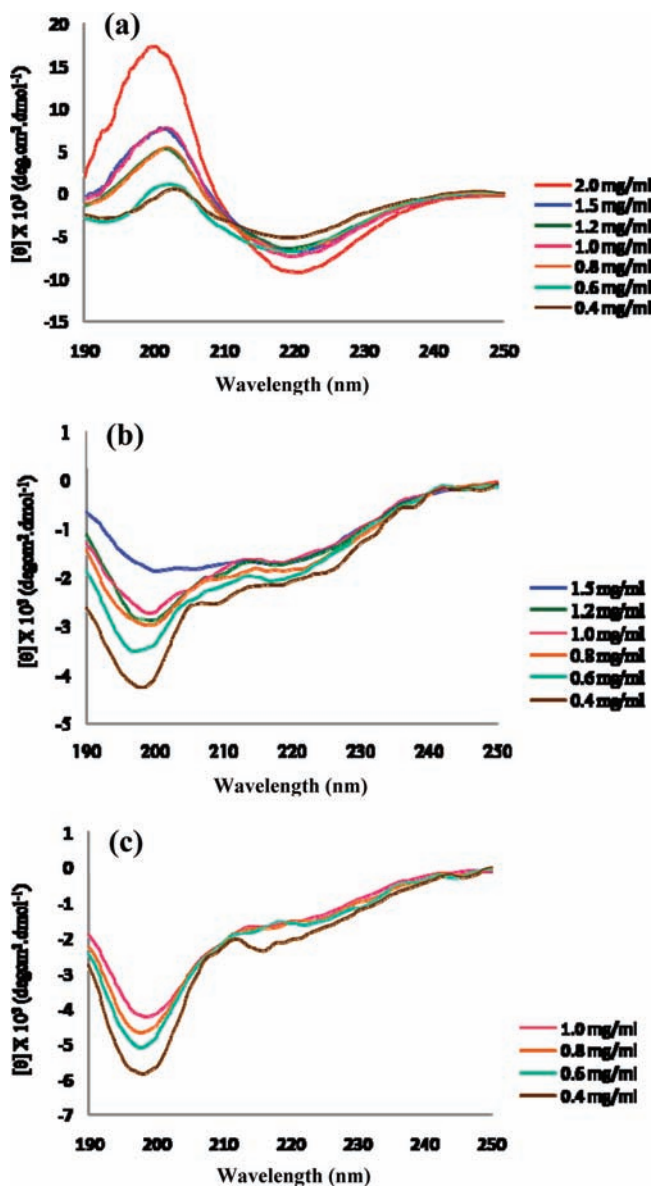 (a)
[θ] X 10³ (deg.cm².dmol⁻¹)
20
15
10
5
0
-5
-10
-15
190 200 210 220 230 240 250
Wavelength (nm)
2.0 mg/ml
1.5 mg/ml
1.2 mg/ml
1.0 mg/ml
0.8 mg/ml
0.6 mg/ml
0.4 mg/ml
(b)
[θ] X 10³ (degcm².dmol⁻¹)
1
0
-1
-2
-3
-4
-5
190 200 210 220 230 240 250
Wavelength (nm)
1.5 mg/ml
1.2 mg/ml
1.0 mg/ml
0.8 mg/ml
0.6 mg/ml
0.4 mg/ml
(c)
[θ] X 10³ (degcm².dmol⁻¹)
1
0
-1
-2
-3
-4
-5
-6
-7
190 200 210 220 230 240 250
Wavelength (nm)
1.0 mg/ml
0.8 mg/ml
0.6 mg/ml
0.4 mg/ml